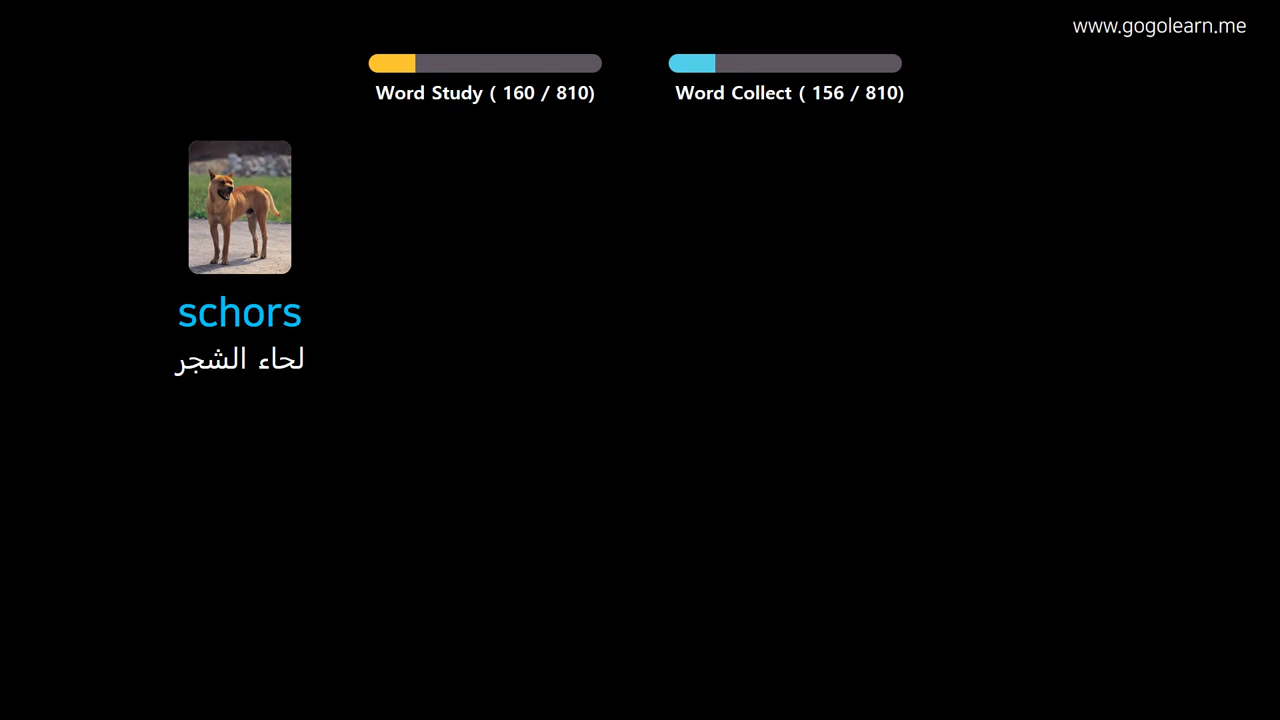 www.gogolearn.me
Word Study ( 160 / 810)
Word Collect ( 156 / 810)
schors
لحاء الشجر